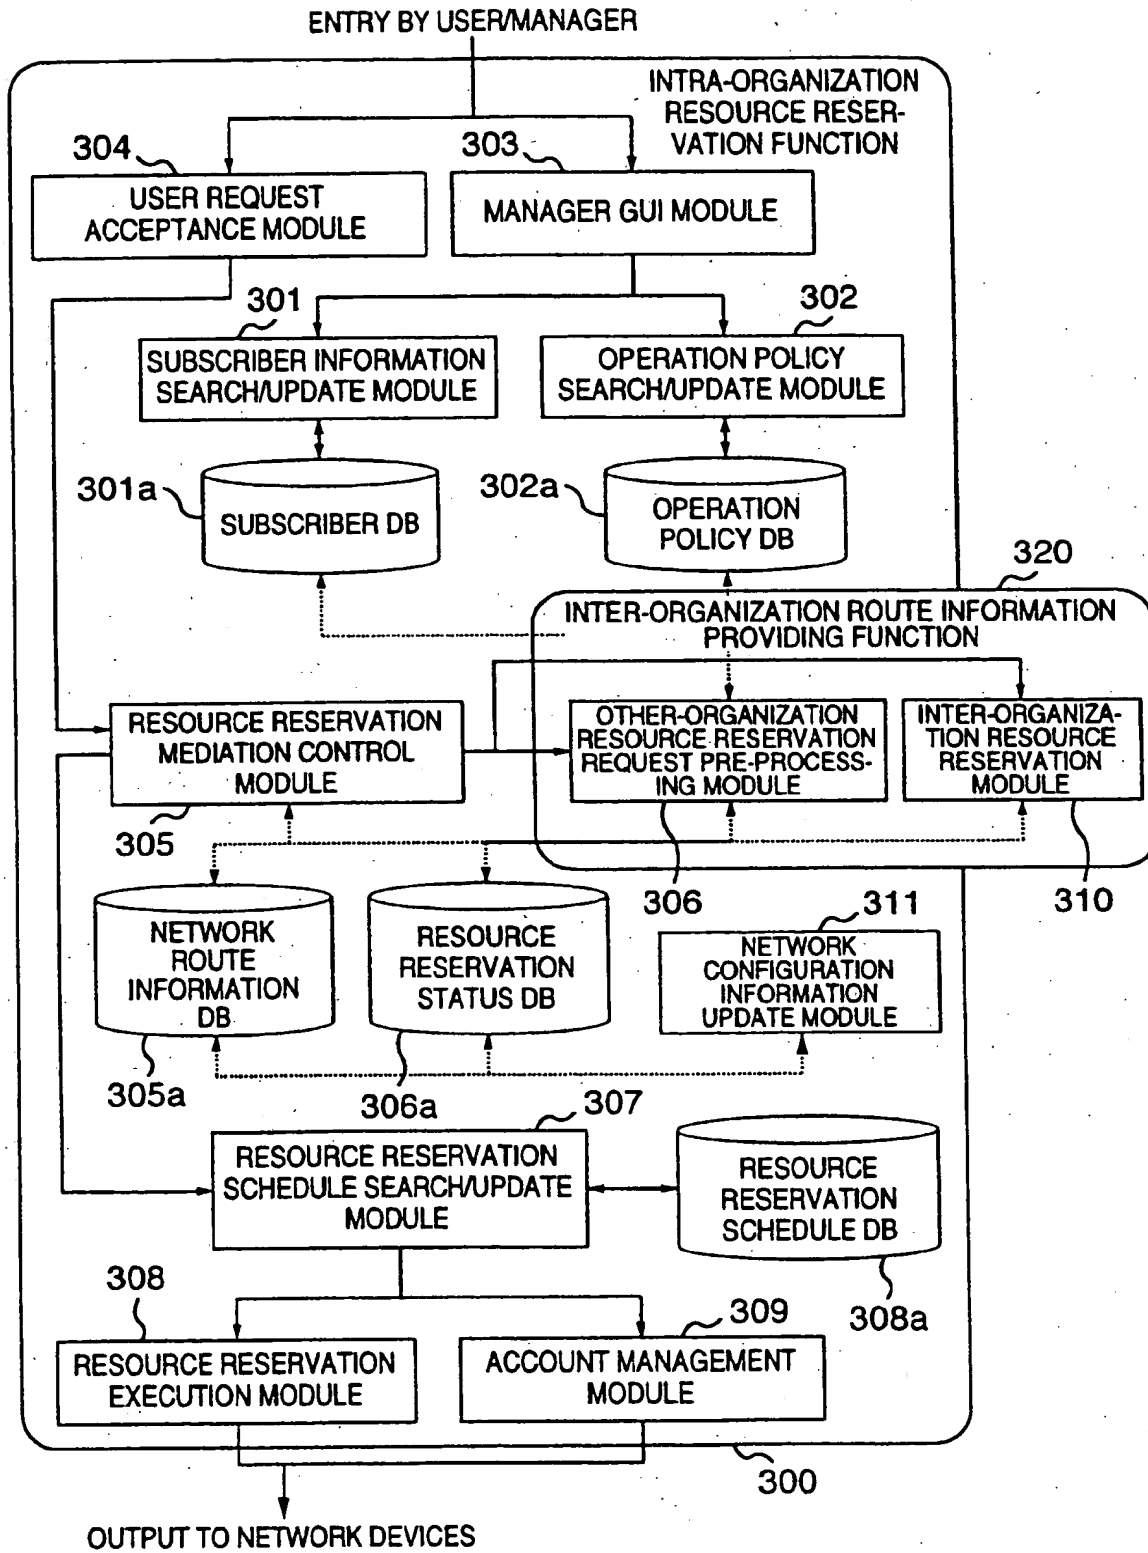 ENTRY BY USER/MANAGER
INTRA-ORGANIZATION
RESOURCE RESER-
VATION FUNCTION
304
303
USER REQUEST
ACCEPTANCE MODULE
MANAGER GUI MODULE
301
302
SUBSCRIBER INFORMATION
SEARCH/UPDATE MODULE
OPERATION POLICY
SEARCH/UPDATE MODULE
301a
SUBSCRIBER DB
302a
OPERATION
POLICY DB
320
INTER-ORGANIZATION ROUTE INFORMATION
PROVIDING FUNCTION
RESOURCE RESERVATION
MEDIATION CONTROL
MODULE
OTHER-ORGANIZATION
RESOURCE RESERVATION
REQUEST PRE-PROCESS-
ING MODULE
INTER-ORGANIZA-
TION RESOURCE
RESERVATION
MODULE
305
306
310
311
NETWORK
ROUTE
INFORMATION
DB
RESOURCE
RESERVATION
STATUS DB
NETWORK
CONFIGURATION
INFORMATION
UPDATE MODULE
305a
306a
307
RESOURCE RESERVATION
SCHEDULE SEARCH/UPDATE
MODULE
RESOURCE
RESERVATION
SCHEDULE DB
308
309
308a
RESOURCE RESERVATION
EXECUTION MODULE
ACCOUNT MANAGEMENT
MODULE
300
OUTPUT TO NETWORK DEVICES